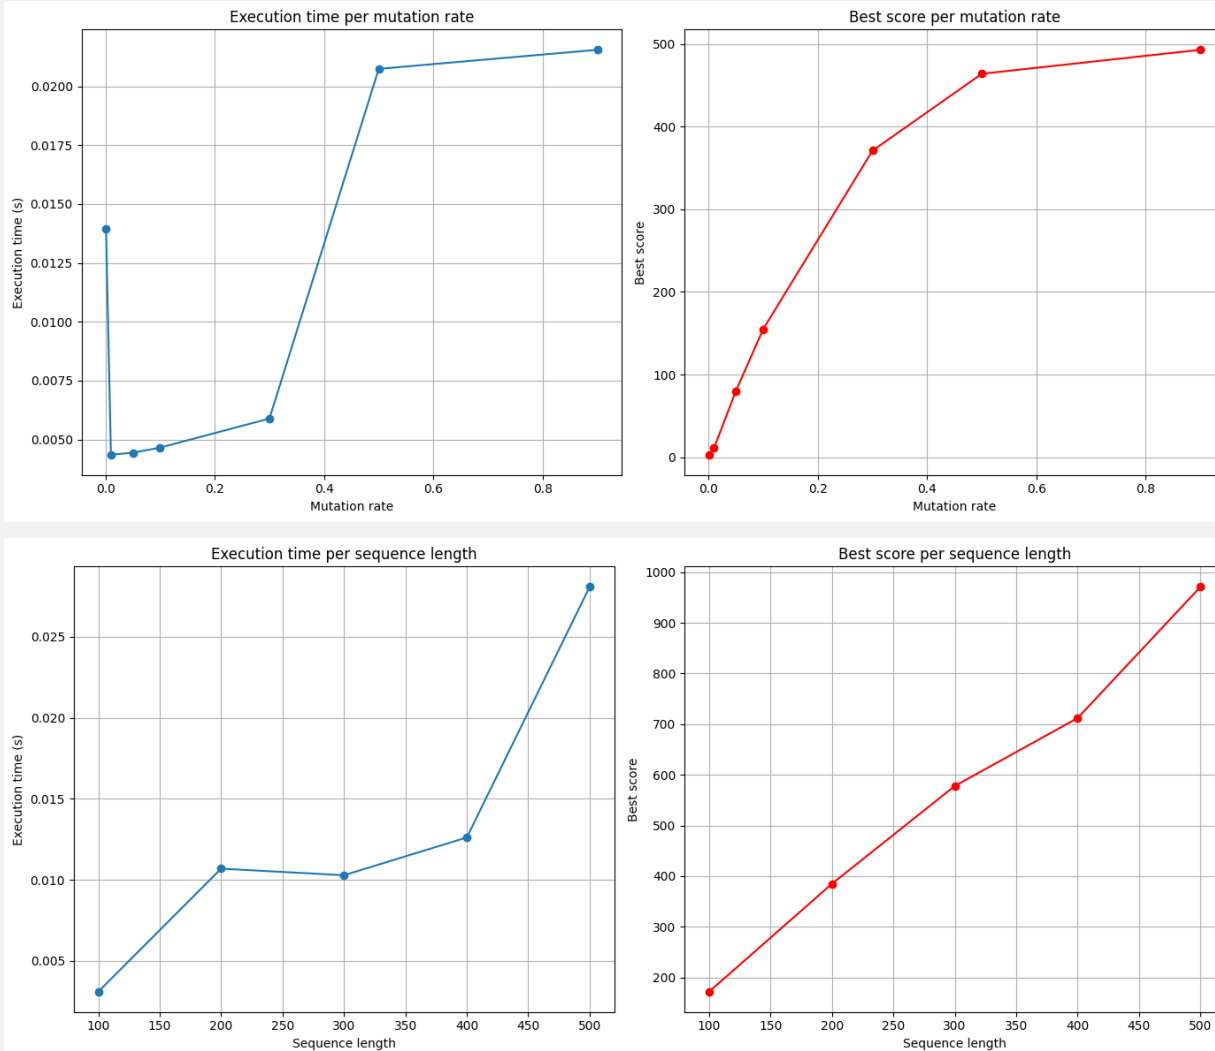 Execution time per mutation rate
Execution time (s)
0.0200
0.0175
0.0150
0.0125
0.0100
0.0075
0.0050
0.0 0.2 0.4 0.6 0.8
Mutation rate
Best score per mutation rate
Best score
500
400
300
200
100
0
0.0 0.2 0.4 0.6 0.8
Mutation rate
Execution time per sequence length
Execution time (s)
0.025
0.020
0.015
0.010
0.005
100 150 200 250 300 350 400 450 500
Sequence length
Best score per sequence length
Best score
1000
900
800
700
600
500
400
300
200
100 150 200 250 300 350 400 450 500
Sequence length